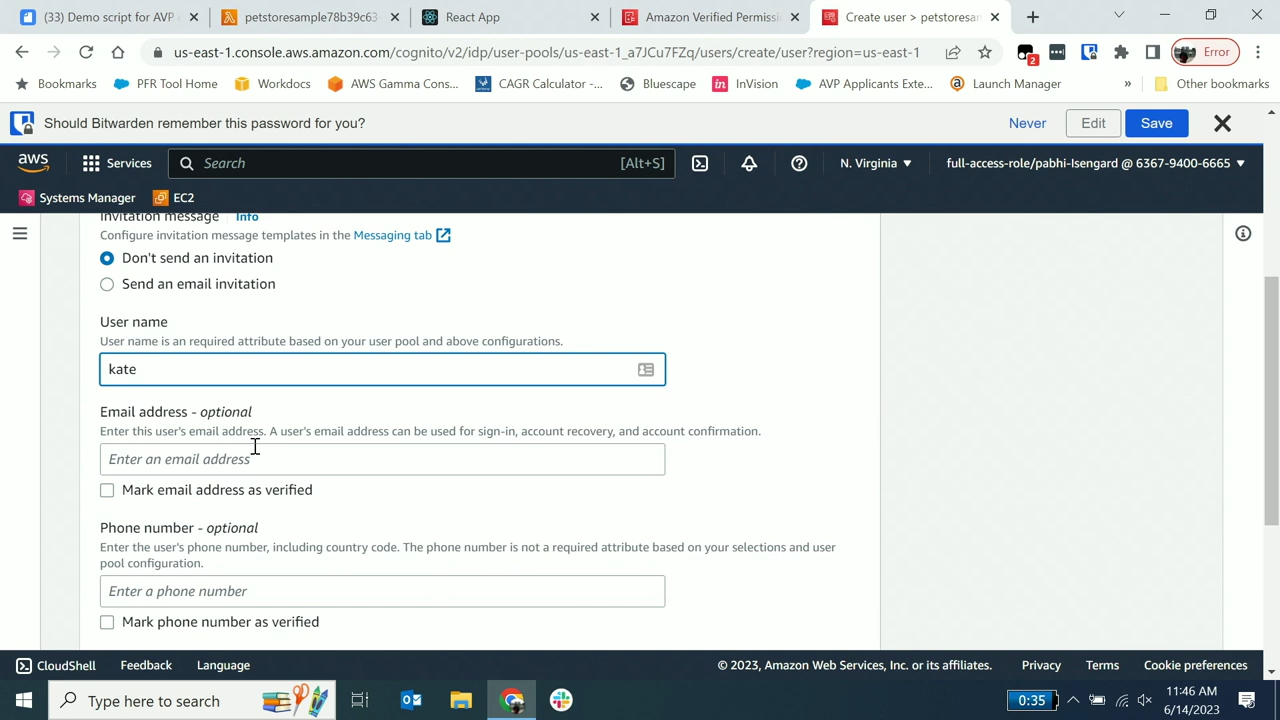 (33) Demo script for AVP
petstoresample78b39c63
React App
Amazon Verified Permissi
Create user > petstoresam
us-east-1.console.aws.amazon.com/cognito/v2/idp/user-pools/us-east-1_a7JCu7FZq/users/create/user?region=us-east-1
2
Error
Bookmarks
PFR Tool Home
Workdocs
AWS Gamma Cons...
CAGR Calculator -...
Bluescape
in
InVision
AVP Applicants Exte...
Launch Manager
»
Other bookmarks
Should Bitwarden remember this password for you?
Never
Edit
Save
aws
Services
Search
[Alt+S]
N. Virginia
full-access-role/pabhi-Isengard @ 6367-9400-6665
Systems Manager
EC2
Invitation message
Info
Configure invitation message templates in the Messaging tab
Don't send an invitation
Send an email invitation
User name
User name is an required attribute based on your user pool and above configurations.
kate
Email address - optional
Enter this user's email address. A user's email address can be used for sign-in, account recovery, and account confirmation.
Enter an email address
Mark email address as verified
Phone number - optional
Enter the user's phone number, including country code. The phone number is not a required attribute based on your selections and user
pool configuration.
Enter a phone number
Mark phone number as verified
CloudShell
Feedback
Language
© 2023, Amazon Web Services, Inc. or its affiliates.
Privacy
Terms
Cookie preferences
Type here to search
0:35
11:46 AM
6/14/2023